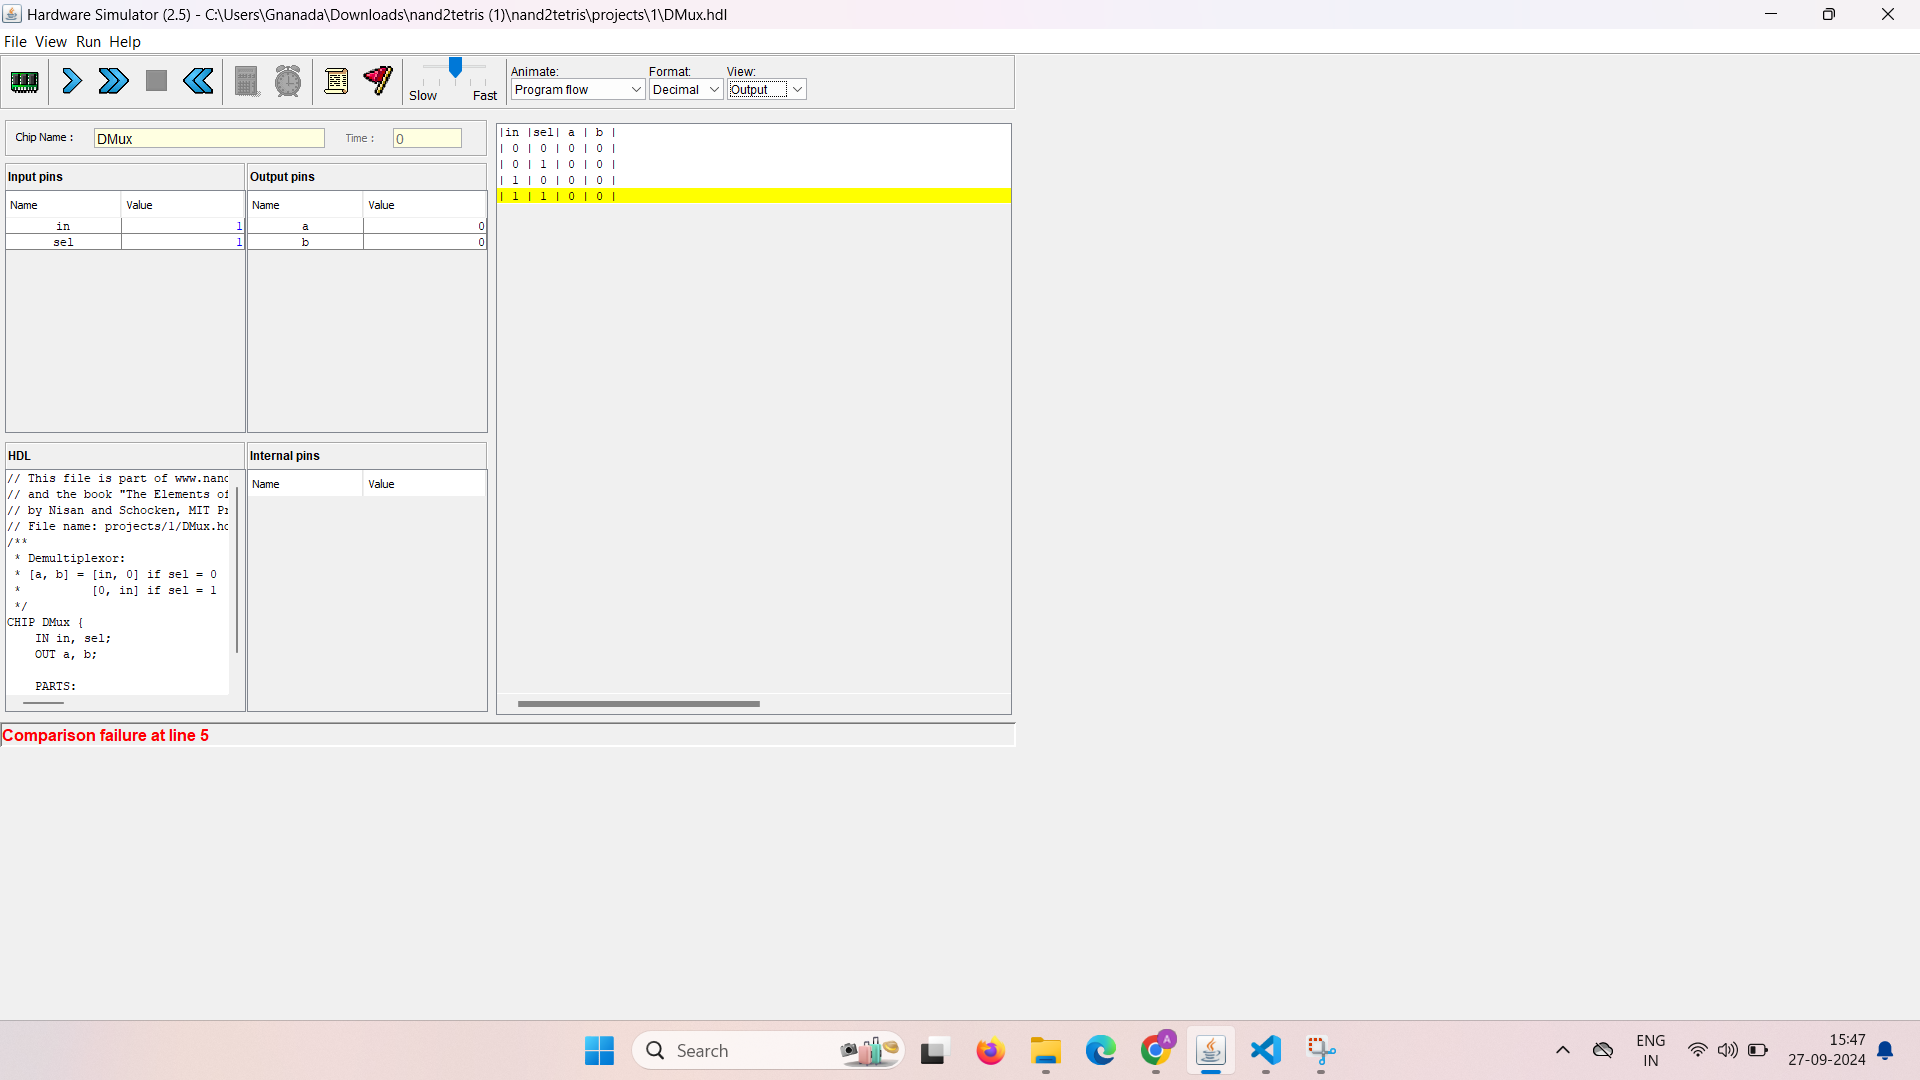 Hardware Simulator (2.5) - C:\Users\Gnanada\Downloads\nand2tetris (1)\nand2tetris\projects\1\DMux.hdl
File View Run Help
Slow Fast
Animate: Format: View:
Program flow Decimal Output
Chip Name : DMux Time : 0
Input pins
Name Value
in 1
sel 1
Output pins
Name Value
a 0
b 0
|in |sel| a | b |
| 0 | 0 | 0 | 0 |
| 0 | 1 | 0 | 0 |
| 1 | 0 | 0 | 0 |
| 1 | 1 | 0 | 0 |
HDL
// This file is part of www.nand
// and the book "The Elements of
// by Nisan and Schocken, MIT Pr
// File name: projects/1/DMux.hd
/**
* Demultiplexor:
* [a, b] = [in, 0] if sel = 0
* [0, in] if sel = 1
*/
CHIP DMux {
IN in, sel;
OUT a, b;
PARTS:
Internal pins
Name Value
Comparison failure at line 5
Search
A
ENG
IN
15:47
27-09-2024